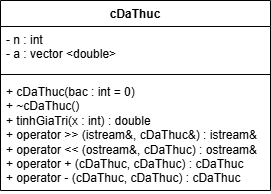 cDaThuc
- n : int
- a : vector <double>
+ cDaThuc(bac : int = 0)
+ ~cDaThuc()
+ tinhGiaTri(x : int) : double
+ operator >> (istream&, cDaThuc&) : istream&
+ operator << (ostream&, cDaThuc) : ostream&
+ operator + (cDaThuc, cDaThuc) : cDaThuc
+ operator - (cDaThuc, cDaThuc) : cDaThuc